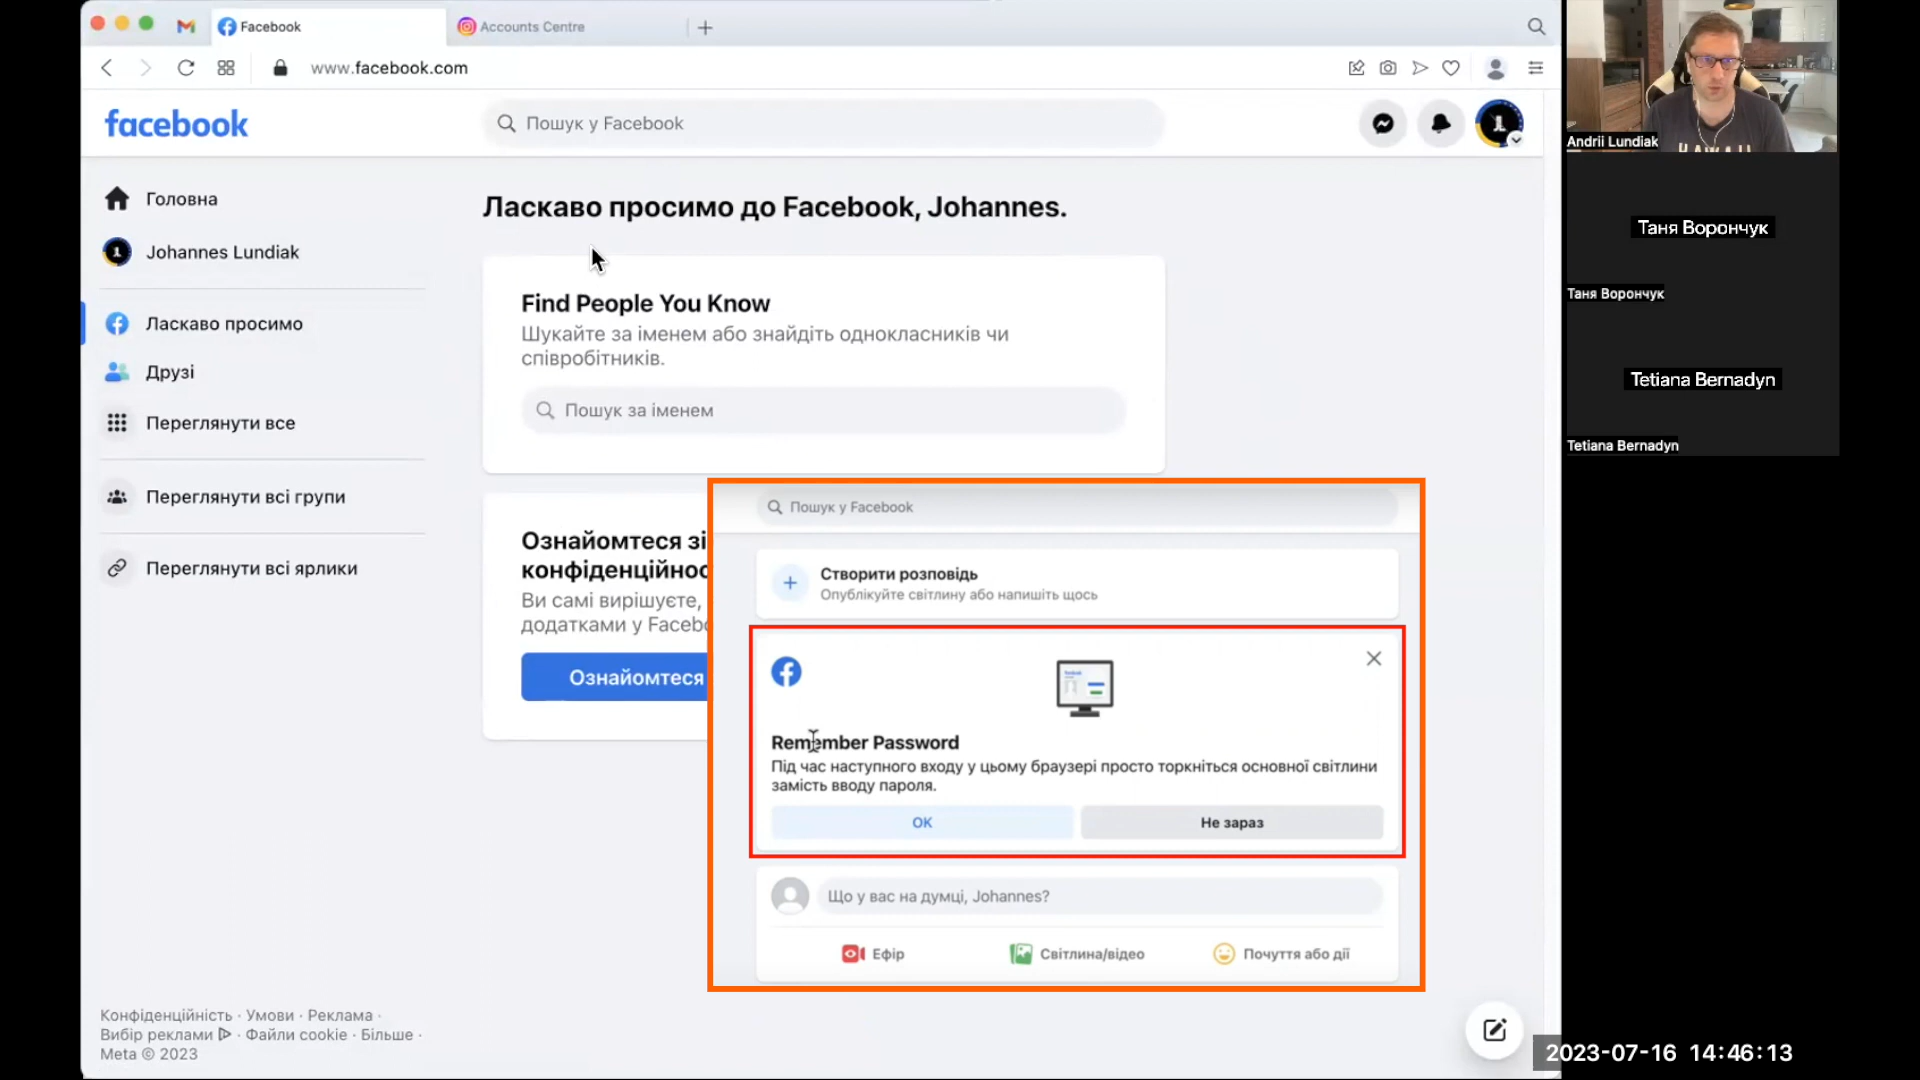 Facebook
Accounts Centre
www.facebook.com
facebook
Пошук у Facebook
Головна
Johannes Lundiak
Ласкаво просимо
Друзі
Переглянути все
Переглянути всі групи
Переглянути всі ярлики
Конфіденційність · Умови · Реклама ·
Вибір реклами · Файли cookie · Більше ·
Meta © 2023
Ласкаво просимо до Facebook, Johannes.
Find People You Know
Шукайте за іменем або знайдіть однокласників чи
співробітників.
Пошук за іменем
Ознайомтеся зі
конфіденційнос
Ви самі вирішуєте,
додатками у Facebo
Ознайомтеся
Пошук у Facebook
Створити розповідь
Опублікуйте світлину або напишіть щось
Remember Password
Під час наступного входу у цьому браузері просто торкніться основної світлини
замість вводу пароля.
OK
Не зараз
Що у вас на думці, Johannes?
Ефір
Світлина/відео
Почуття або дії
Andrii Lundiak
Таня Ворончук
Таня Ворончук
Tetiana Bernadyn
Tetiana Bernadyn
2023-07-16 14:46:13